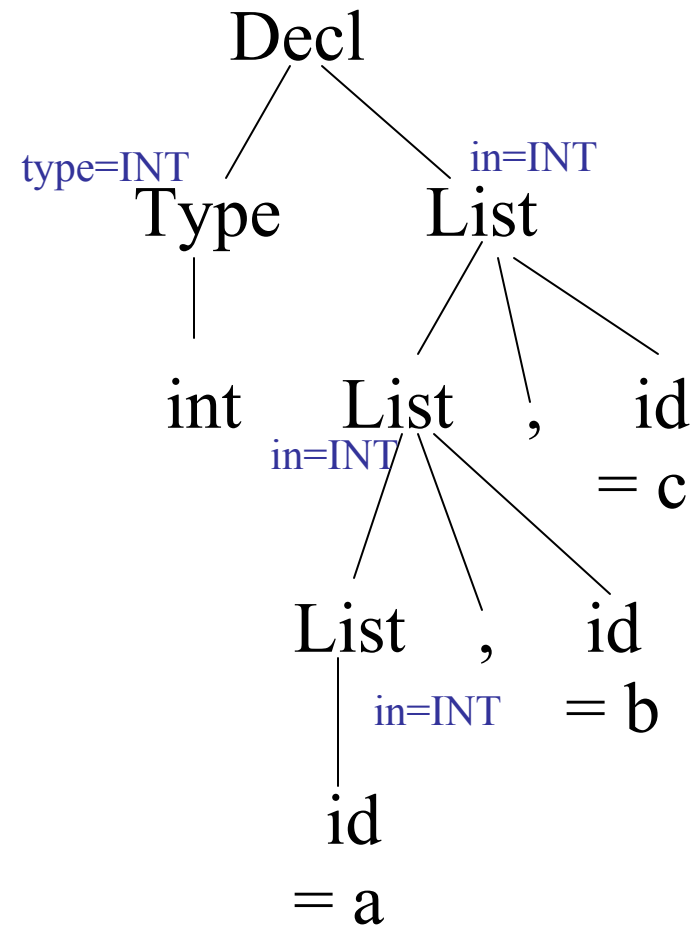 Decl
type=INT
in=INT
Type
List
int
List
,
id
in=INT
= c
List
,
id
in=INT
= b
id
= a